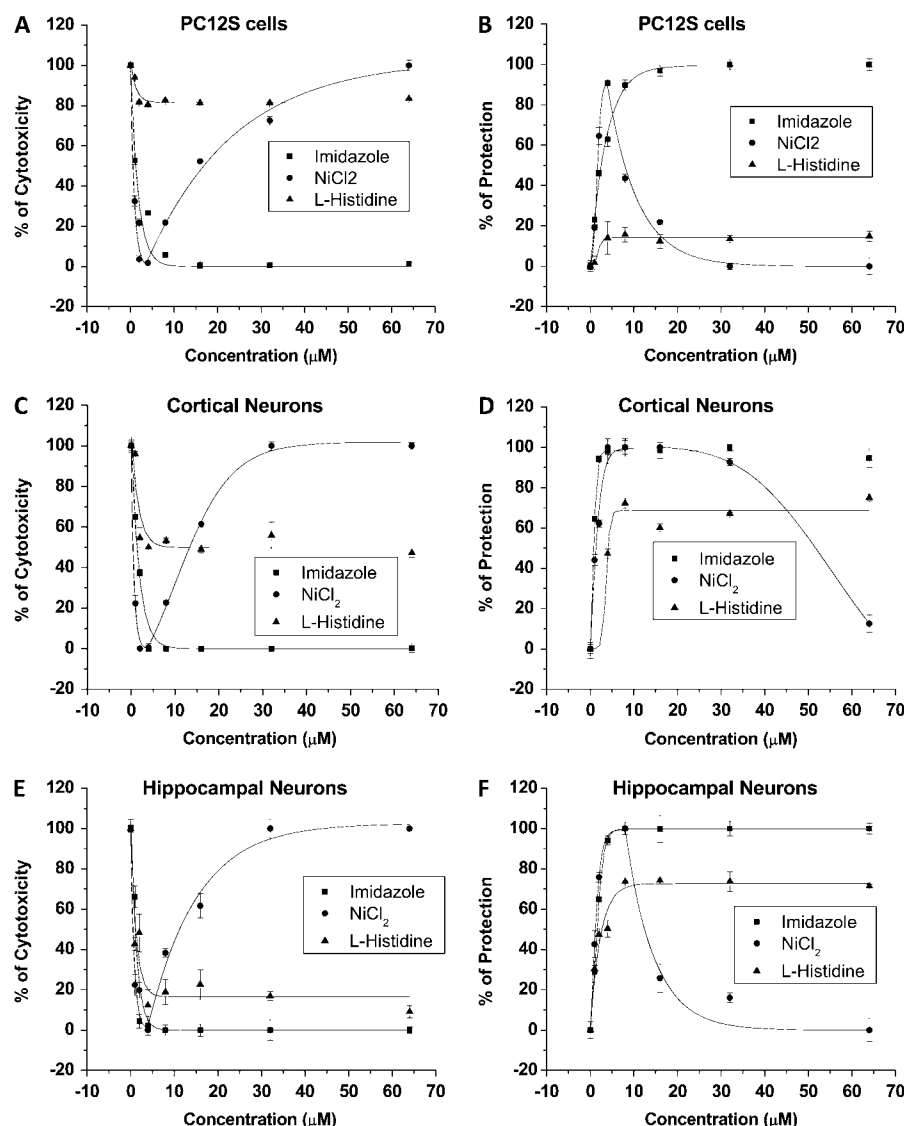 A
PC12S cells
% of Cytotoxicity
120
100
80
60
40
20
0
-20
Imidazole
NiCl2
L-Histidine
-10 0 10 20 30 40 50 60 70
Concentration (μM)
B
PC12S cells
% of Protection
120
100
80
60
40
20
0
-20
Imidazole
NiCl2
L-Histidine
-10 0 10 20 30 40 50 60 70
Concentration (μM)
C
Cortical Neurons
% of Cytotoxicity
120
100
80
60
40
20
0
-20
Imidazole
NiCl₂
L-Histidine
-10 0 10 20 30 40 50 60 70
Concentration (μM)
D
Cortical Neurons
% of Protection
120
100
80
60
40
20
0
-20
Imidazole
NiCl₂
L-Histidine
-10 0 10 20 30 40 50 60 70
Concentration (μM)
E
Hippocampal Neurons
% of Cytotoxicity
120
100
80
60
40
20
0
-20
Imidazole
NiCl₂
L-Histidine
-10 0 10 20 30 40 50 60 70
Concentration (μM)
F
Hippocampal Neurons
% of Protection
120
100
80
60
40
20
0
-20
Imidazole
NiCl₂
L-Histidine
-10 0 10 20 30 40 50 60 70
Concentration (μM)